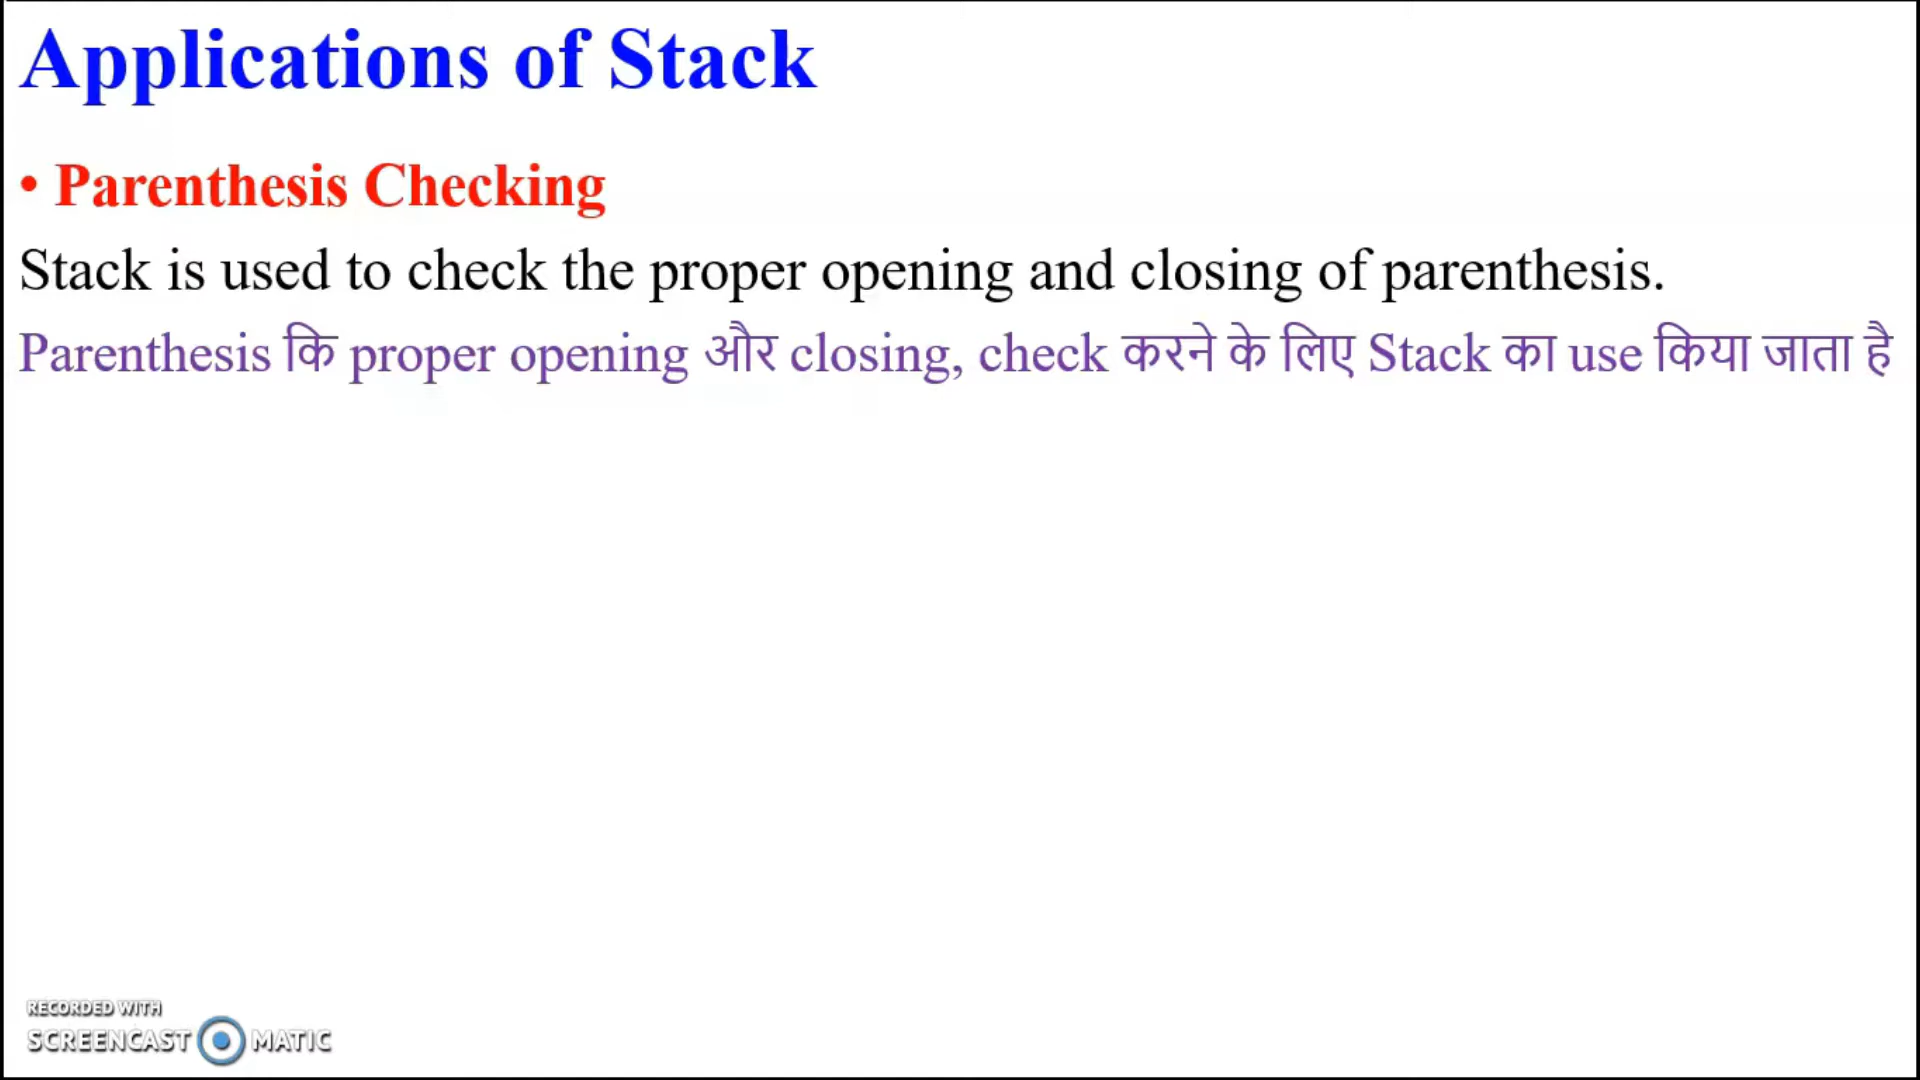 Applications of Stack
• Parenthesis Checking
Stack is used to check the proper opening and closing of parenthesis.
Parenthesis कि proper opening और closing, check करने के लिए Stack का use किया जाता है
RECORDED WITH
SCREENCAST MATIC